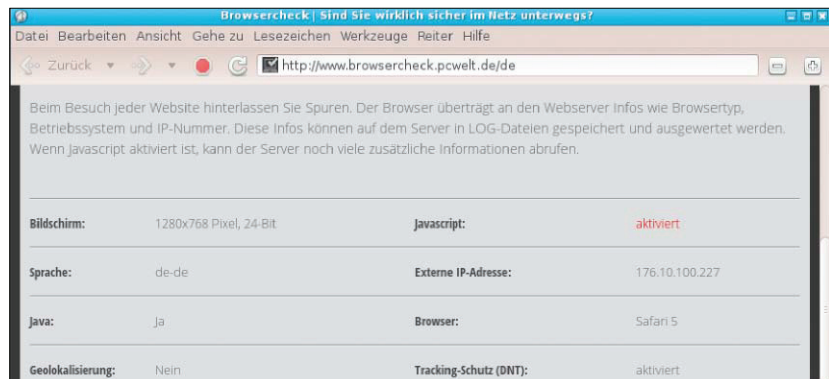 Browsercheck | Sind Sie wirklich sicher im Netz unterwegs?
Datei Bearbeiten Ansicht Gehe zu Lesezeichen Werkzeuge Reiter Hilfe
Zurück http://www.browsercheck.pcwelt.de/de
Beim Besuch jeder Website hinterlassen Sie Spuren. Der Browser überträgt an den Webserver Infos wie Browsertyp,
Betriebssystem und IP-Nummer. Diese Infos können auf dem Server in LOG-Dateien gespeichert und ausgewertet werden.
Wenn Javascript aktiviert ist, kann der Server noch viele zusätzliche Informationen abrufen.
Bildschirm: 1280x768 Pixel, 24-Bit Javascript: aktiviert
Sprache: de-de Externe IP-Adresse: 176.10.100.227
Java: Ja Browser: Safari 5
Geolokalisierung: Nein Tracking-Schutz (DNT): aktiviert